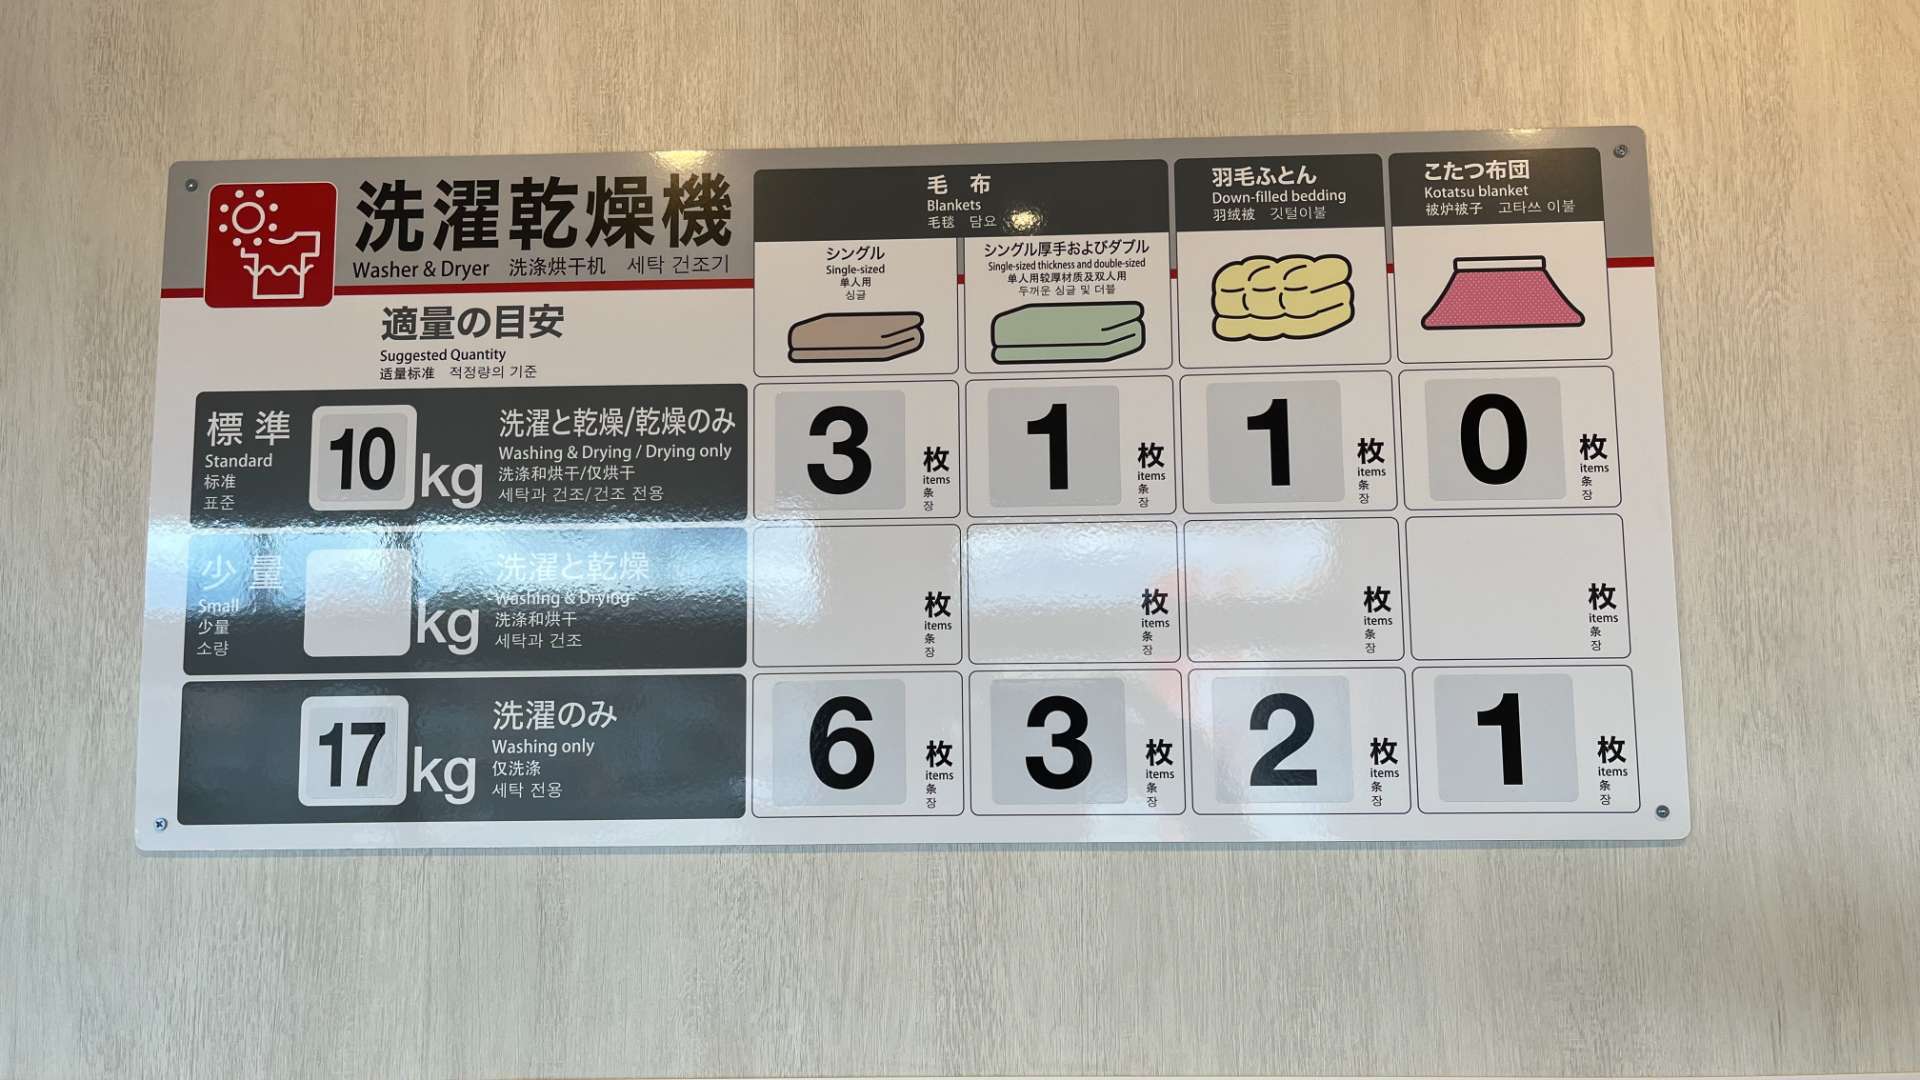 洗濯乾燥機
Washer & Dryer 洗涤烘干机 세탁 건조기
適量の目安
Suggested Quantity
适量标准 적정량의 기준
毛 布
Blankets
毛毯 담요
シングル
Single-sized
单人用
싱글
シングル厚手およびダブル
Single-sized thickness and double-sized
单人用较厚材质及双人用
두꺼운 싱글 및 더블
羽毛ふとん
Down-filled bedding
羽绒被 깃털이불
こたつ布団
Kotatsu blanket
被炉被子 고타쓰 이불
標準
Standard
标准
표준
10 kg
洗濯と乾燥/乾燥のみ
Washing & Drying / Drying only
洗涤和烘干/仅烘干
세탁과 건조/건조 전용
3 枚
items
条
장
1 枚
items
条
장
1 枚
items
条
장
0 枚
items
条
장
少量
Small
少量
소량
kg
洗濯と乾燥
Washing & Drying
洗涤和烘干
세탁과 건조
枚
items
条
장
枚
items
条
장
枚
items
条
장
枚
items
条
장
17 kg
洗濯のみ
Washing only
仅洗涤
세탁 전용
6 枚
items
条
장
3 枚
items
条
장
2 枚
items
条
장
1 枚
items
条
장